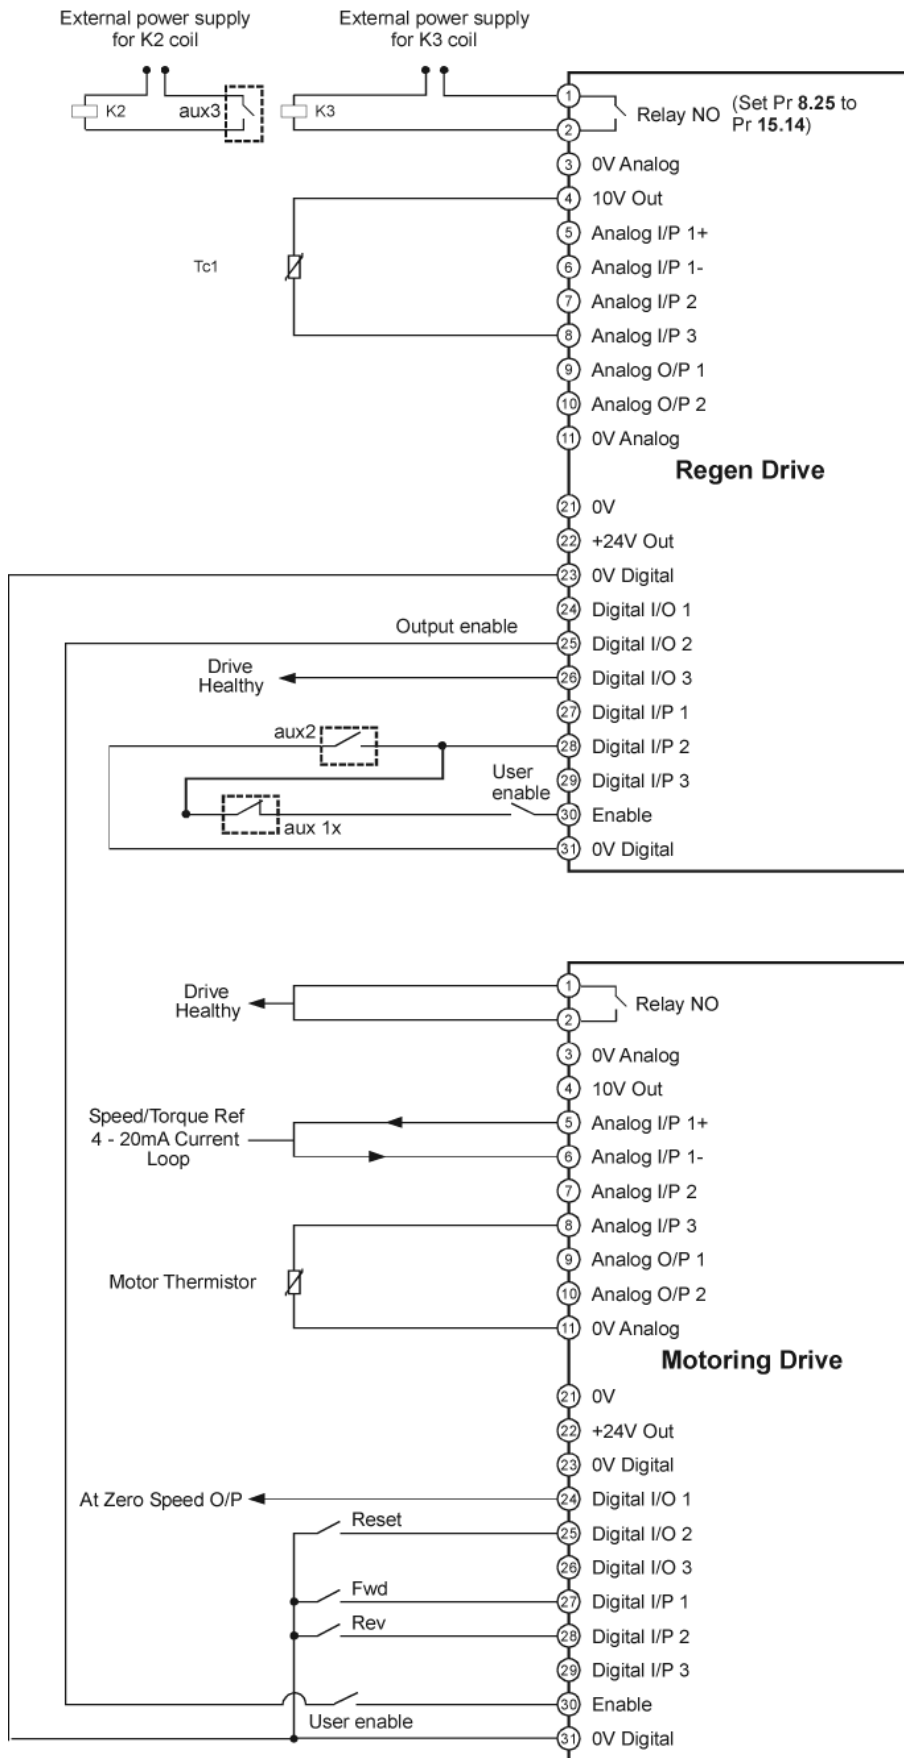 External power supply
for K2 coil
External power supply
for K3 coil
K2
aux3
K3
1
Relay NO
(Set Pr 8.25 to
Pr 15.14)
2
3 0V Analog
4 10V Out
5 Analog I/P 1+
Tc1
6 Analog I/P 1-
7 Analog I/P 2
8 Analog I/P 3
9 Analog O/P 1
10 Analog O/P 2
11 0V Analog
Regen Drive
21 0V
22 +24V Out
23 0V Digital
24 Digital I/O 1
Output enable
25 Digital I/O 2
Drive
Healthy
26 Digital I/O 3
27 Digital I/P 1
aux2
28 Digital I/P 2
User
enable
29 Digital I/P 3
30 Enable
aux 1x
31 0V Digital
Drive
Healthy
1
Relay NO
2
3 0V Analog
4 10V Out
Speed/Torque Ref
4 - 20mA Current
Loop
5 Analog I/P 1+
6 Analog I/P 1-
7 Analog I/P 2
8 Analog I/P 3
9 Analog O/P 1
Motor Thermistor
10 Analog O/P 2
11 0V Analog
Motoring Drive
21 0V
22 +24V Out
23 0V Digital
At Zero Speed O/P
24 Digital I/O 1
Reset
25 Digital I/O 2
26 Digital I/O 3
Fwd
27 Digital I/P 1
Rev
28 Digital I/P 2
29 Digital I/P 3
30 Enable
User enable
31 0V Digital